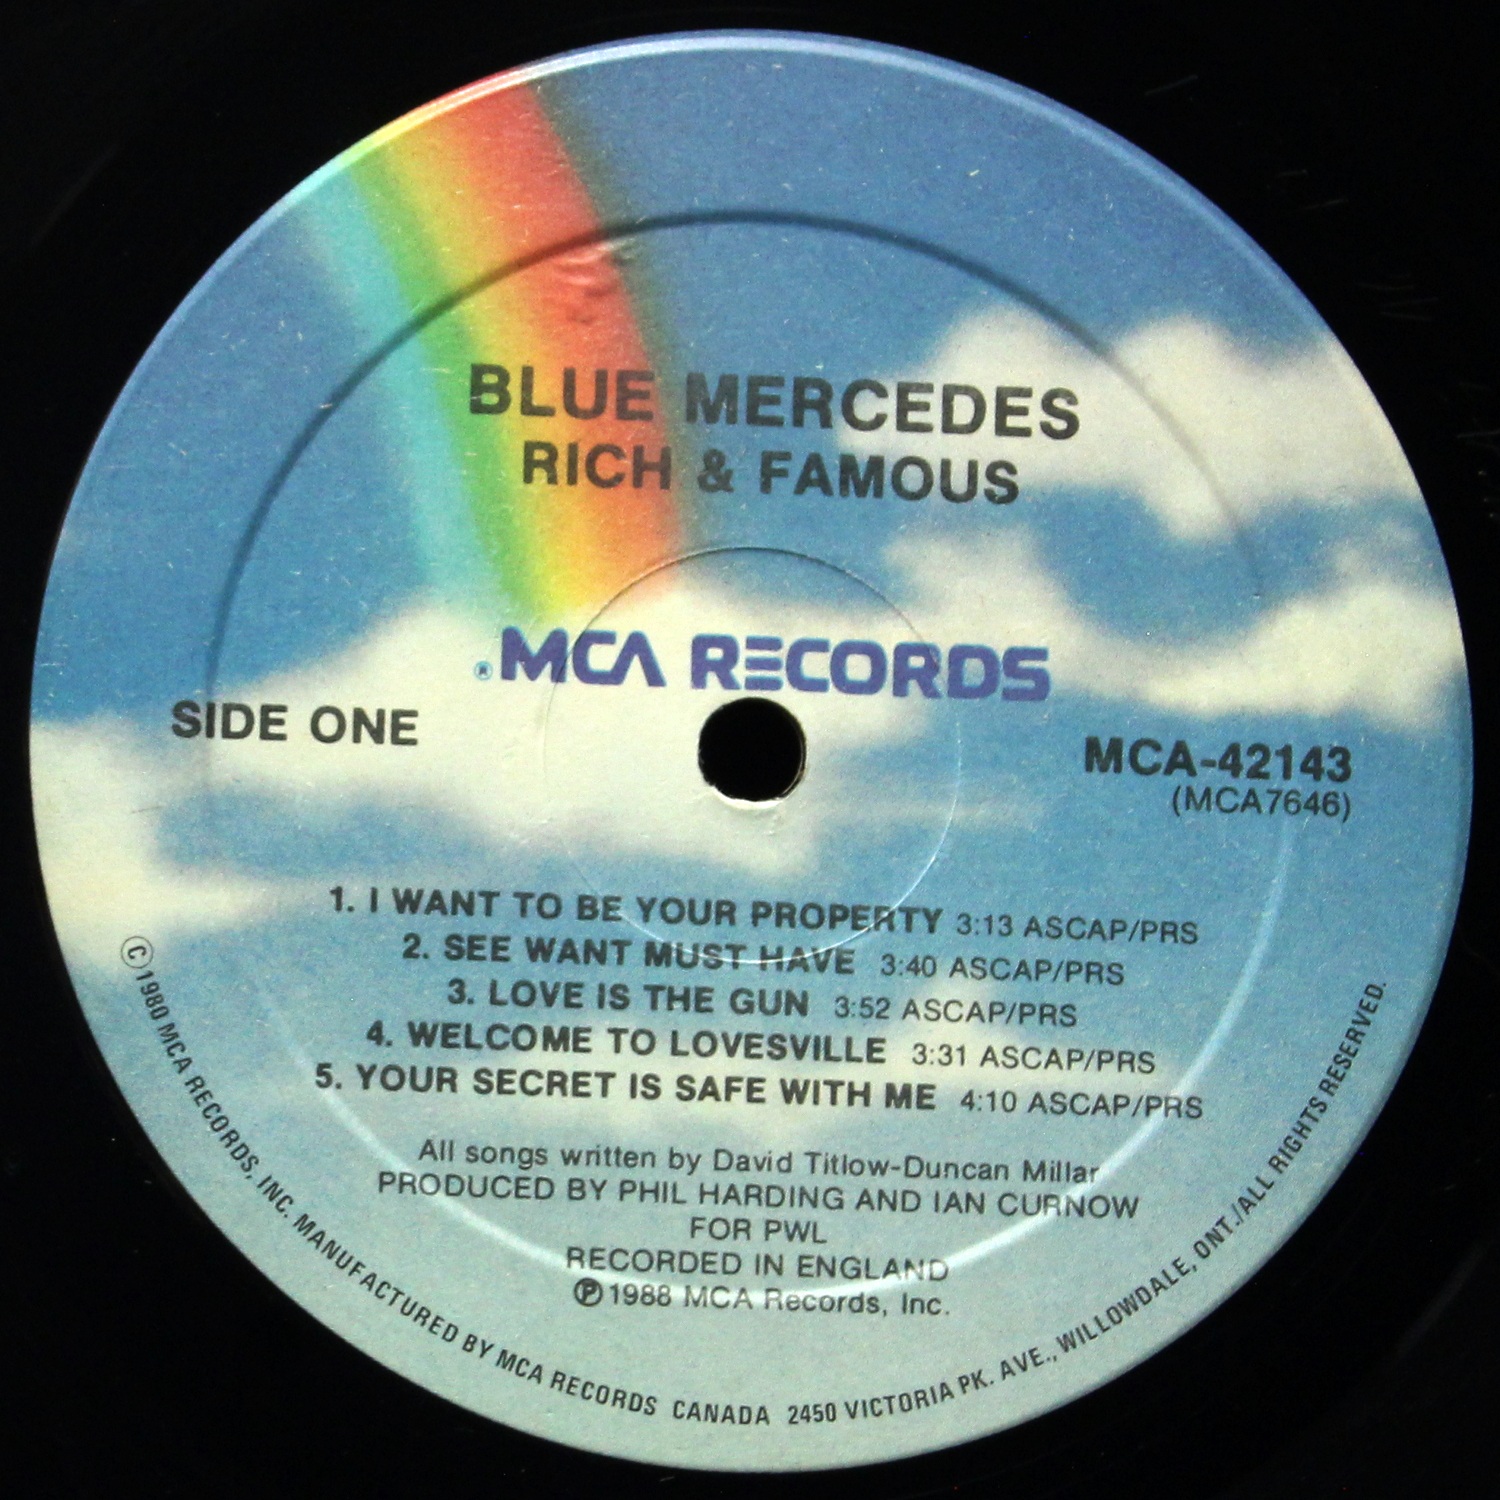 BLUE MERCEDES
RICH & FAMOUS
® MCA RECORDS
SIDE ONE
MCA-42143
(MCA7646)
1. I WANT TO BE YOUR PROPERTY 3:13 ASCAP/PRS
2. SEE WANT MUST HAVE 3:40 ASCAP/PRS
3. LOVE IS THE GUN 3:52 ASCAP/PRS
4. WELCOME TO LOVESVILLE 3:31 ASCAP/PRS
5. YOUR SECRET IS SAFE WITH ME 4:10 ASCAP/PRS
All songs written by David Titlow-Duncan Millar
PRODUCED BY PHIL HARDING AND IAN CURNOW
FOR PWL
RECORDED IN ENGLAND
℗ 1988 MCA Records, Inc.
© 1980 MCA RECORDS, INC. MANUFACTURED BY MCA RECORDS CANADA 2450 VICTORIA PK. AVE., WILLOWDALE, ONT./ALL RIGHTS RESERVED.